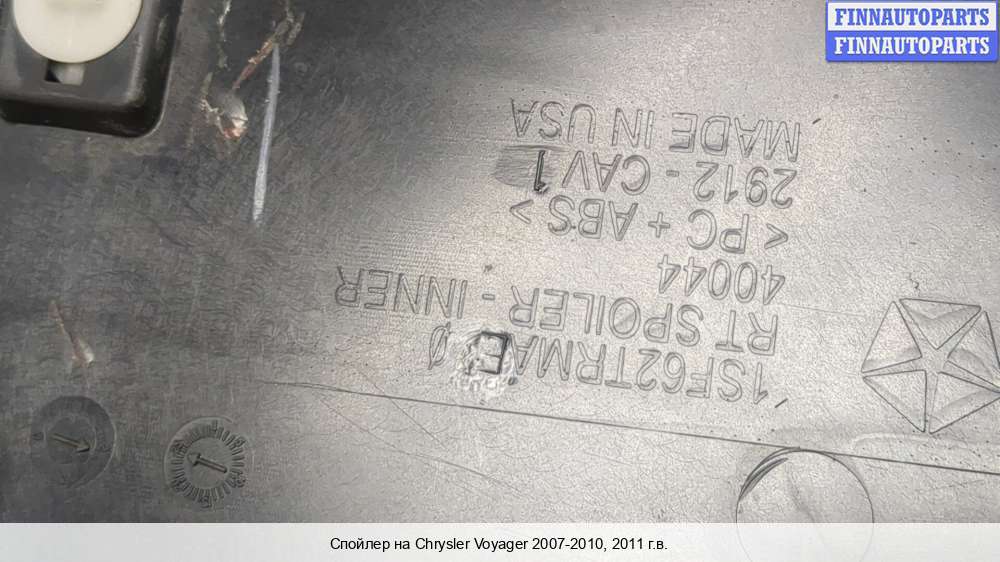 FINNAUTOPARTS
FINNAUTOPARTS
1SF62TRMAE Ø
RT SPOILER - INNER
40044
< PC + ABS >
2912 - CAV 1
MADE IN USA
Спойлер на Chrysler Voyager 2007-2010, 2011 г.в.